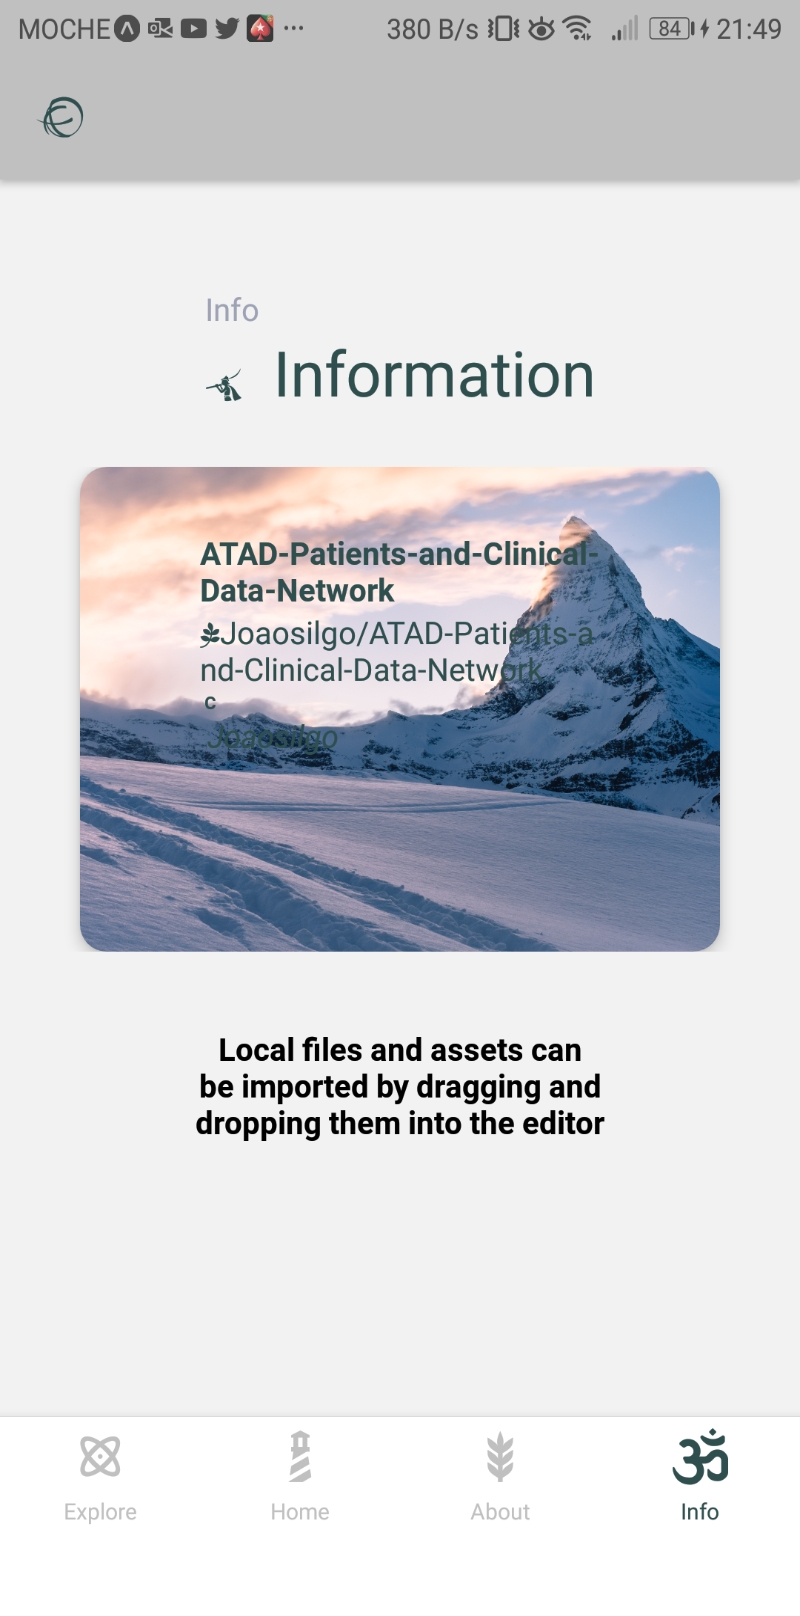 MOCHE ... 380 B/s 84 21:49
Info
Information
ATAD-Patients-and-Clinical-
Data-Network
Joaosilgo/ATAD-Patients-a
nd-Clinical-Data-Network
c
Joaosilgo
Local files and assets can
be imported by dragging and
dropping them into the editor
Explore Home About Info